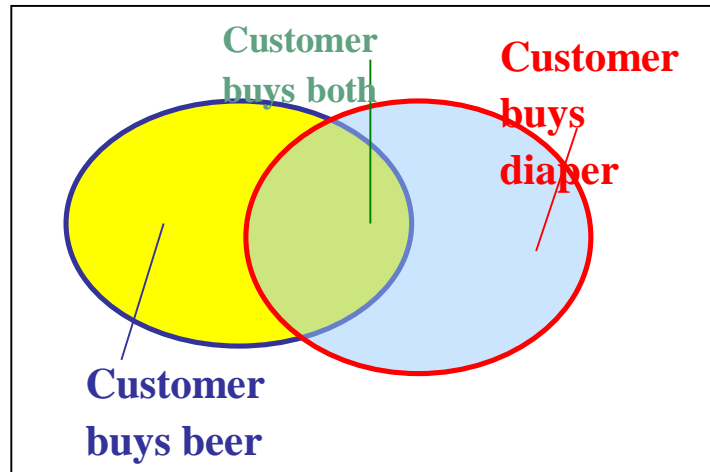 Customer
buys both
Customer
buys
diaper
Customer
buys beer